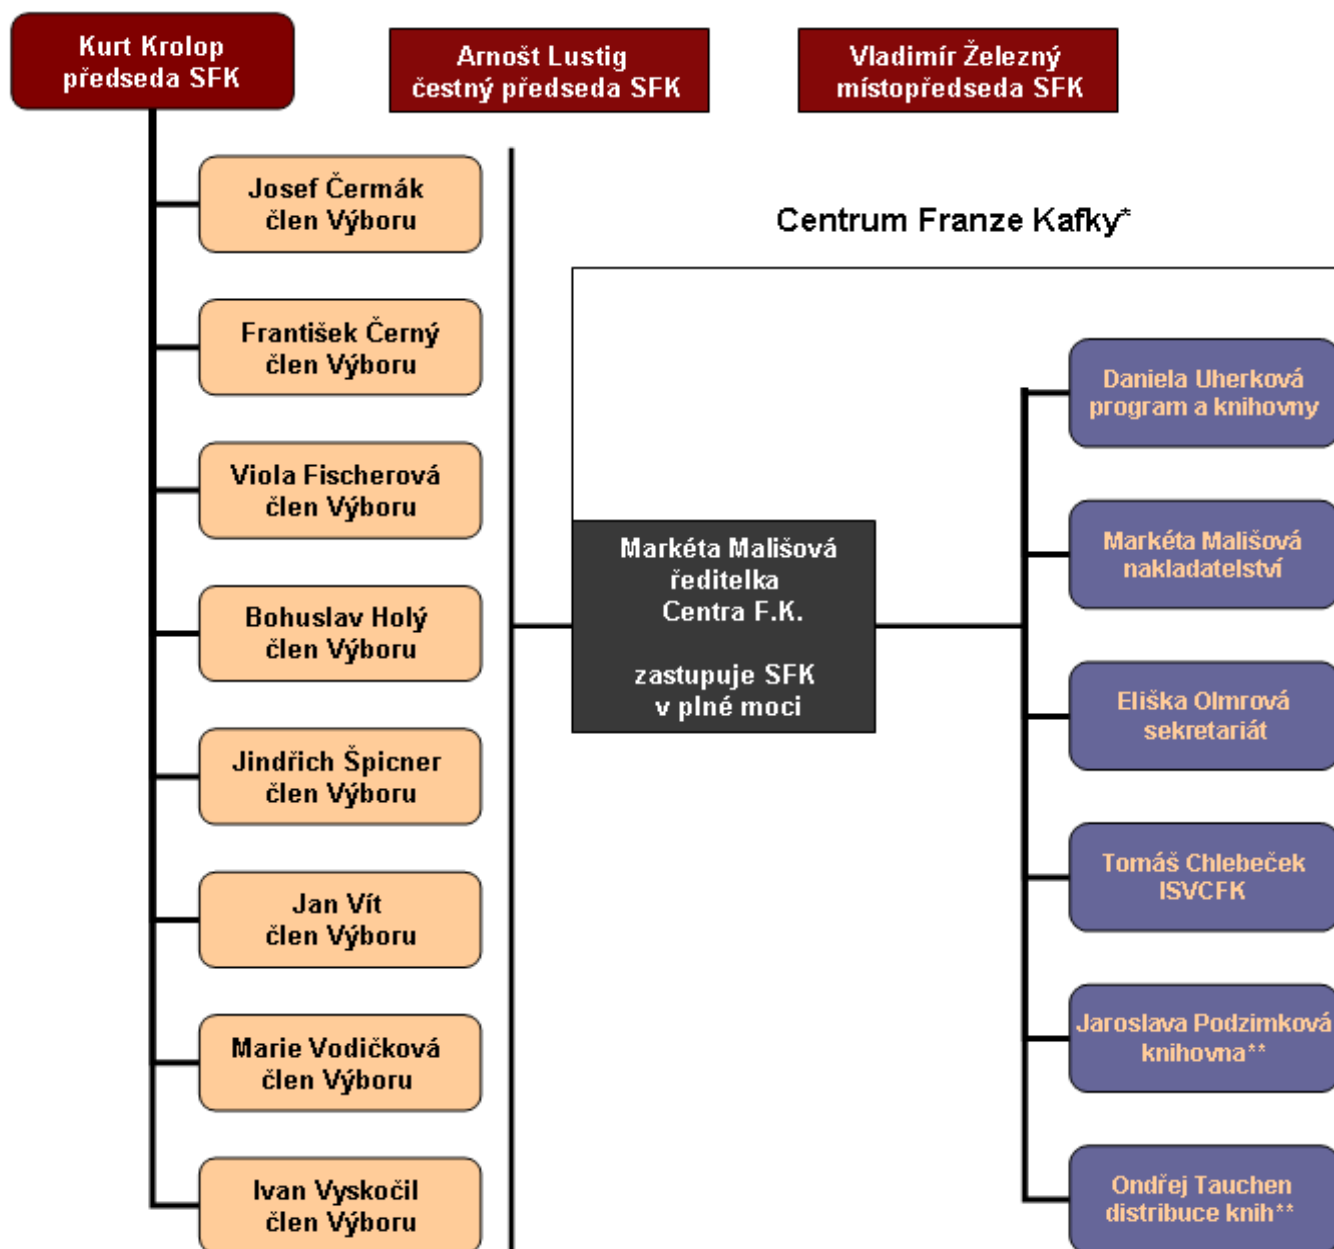 Kurt Krolop
předseda SFK
Arnošt Lustig
čestný předseda SFK
Vladimír Železný
místopředseda SFK
Josef Čermák
člen Výboru
František Černý
člen Výboru
Viola Fischerová
člen Výboru
Bohuslav Holý
člen Výboru
Jindřich Špicner
člen Výboru
Jan Vít
člen Výboru
Marie Vodičková
člen Výboru
Ivan Vyskočil
člen Výboru
Centrum Franze Kafky*
Markéta Mališová
ředitelka
Centra F.K.
zastupuje SFK
v plné moci
Daniela Uherková
program a knihovny
Markéta Mališová
nakladatelství
Eliška Olmrová
sekretariát
Tomáš Chlebeček
ISVCFK
Jaroslava Podzimková
knihovna**
Ondřej Tauchen
distribuce knih**